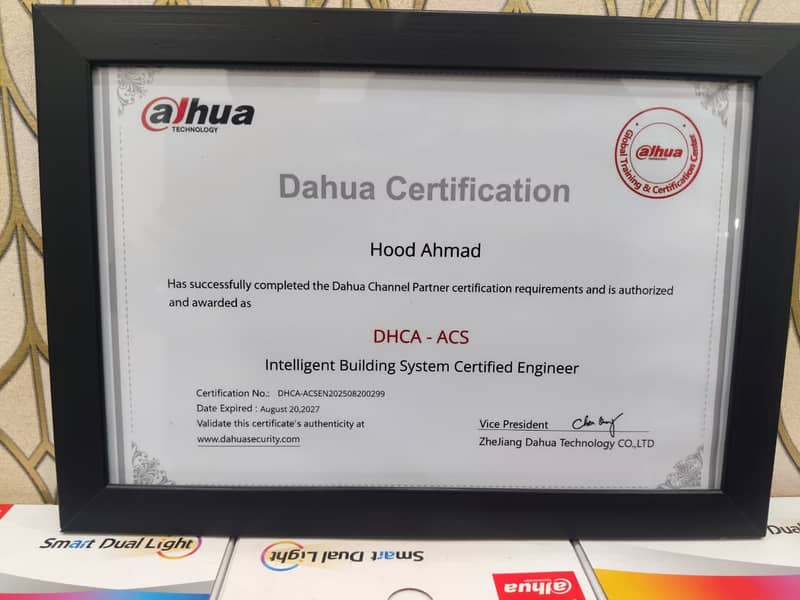 alhua
TECHNOLOGY
alhua
Global Training & Certification Center
Dahua Certification
Hood Ahmad
Has successfully completed the Dahua Channel Partner certification requirements and is authorized
and awarded as
DHCA - ACS
Intelligent Building System Certified Engineer
Certification No.: DHCA-ACSEN202508200299
Date Expired : August 20,2027
Validate this certificate's authenticity at
www.dahuasecurity.com
Vice President
ZheJiang Dahua Technology CO.,LTD
Smart Dual Light
Smart Dual Light
alhua
Dual